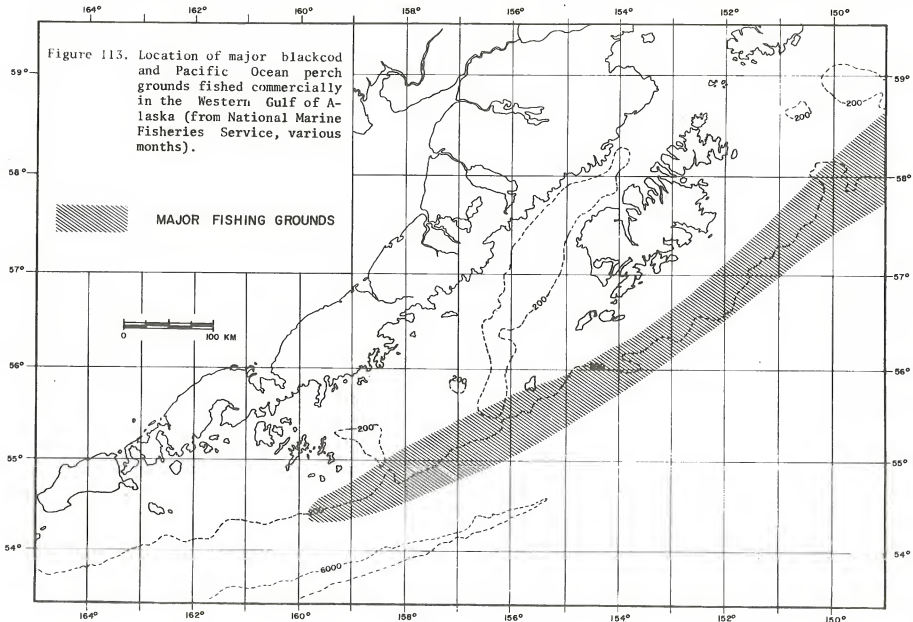 164° 162° 160° 158° 156° 154° 152° 150°
Figure 113. Location of major blackcod
and Pacific Ocean perch
grounds fished commercially
in the Western Gulf of A-
laska (from National Marine
Fisheries Service, various
months).
MAJOR FISHING GROUNDS
0 100 KM
59° 59°
58° 58°
57° 57°
56° 56°
55° 55°
54° 54°
200
200
200
200
200
200
6000
164° 162° 160° 158° 156° 154° 152° 150°